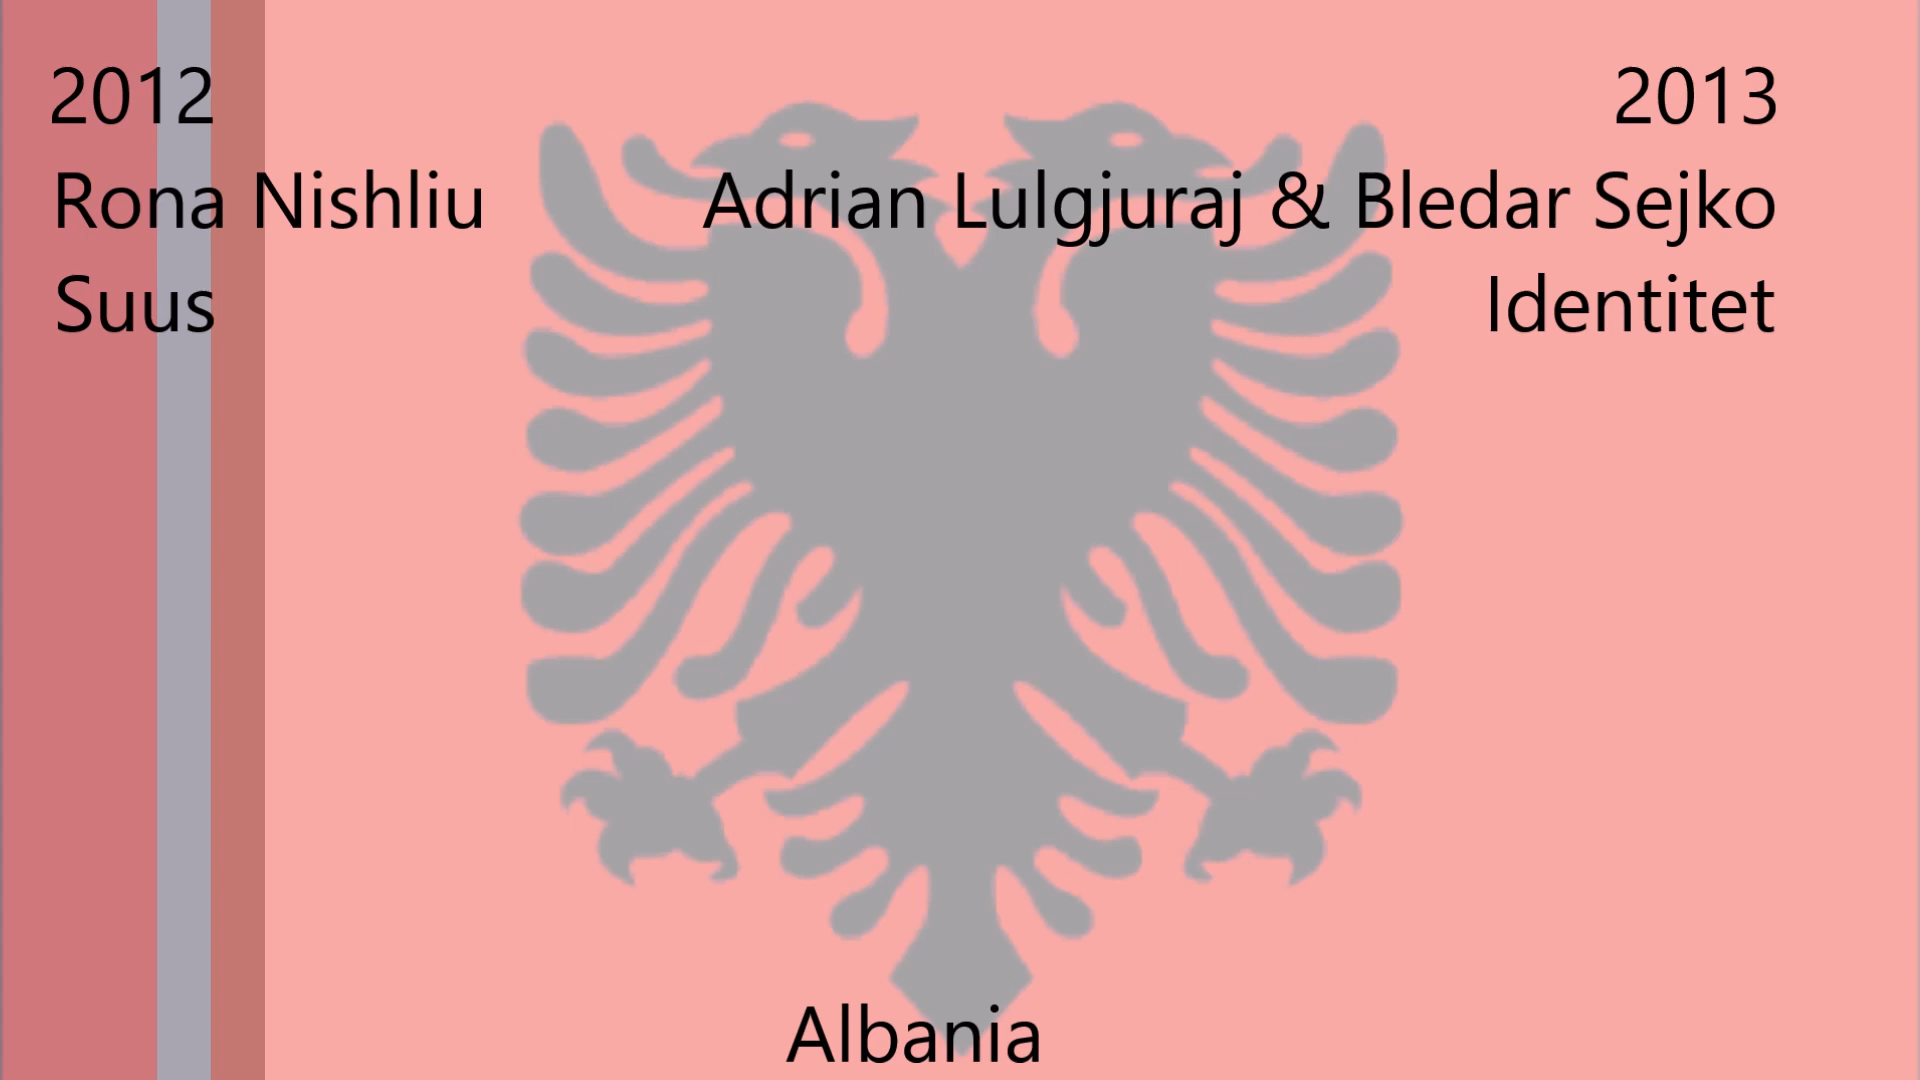 2012
Rona Nishliu
Suus
2013
Adrian Lulgjuraj & Bledar Sejko
Identitet
Albania